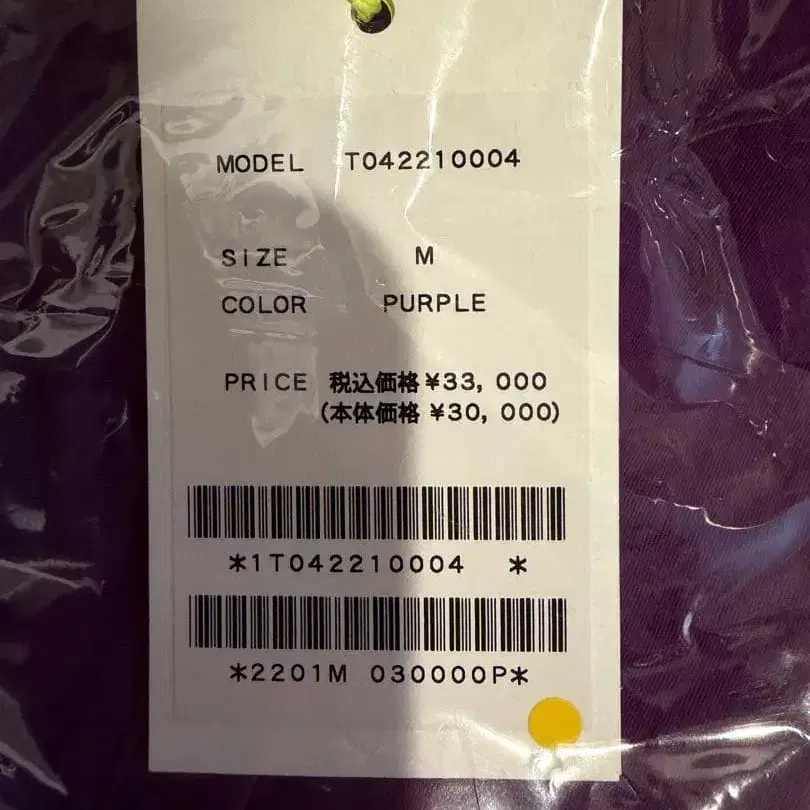 MODEL T042210004
SIZE M
COLOR PURPLE
PRICE 税込価格 ¥33, 000
(本体価格 ¥30, 000)
*1T042210004 *
*2201M 030000P*